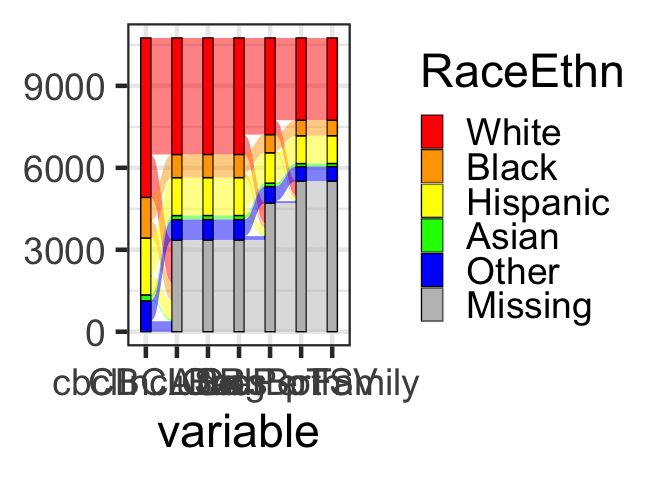 RaceEthn
9000
6000
3000
0
White
Black
Hispanic
Asian
Other
Missing
variable